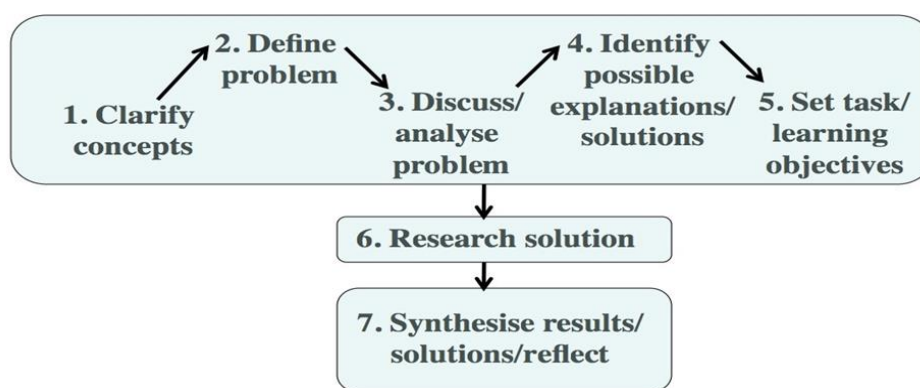 1. Clarify
concepts
2. Define
problem
3. Discuss/
analyse
problem
4. Identify
possible
explanations/
solutions
5. Set task/
learning
objectives
6. Research solution
7. Synthesise results/
solutions/reflect